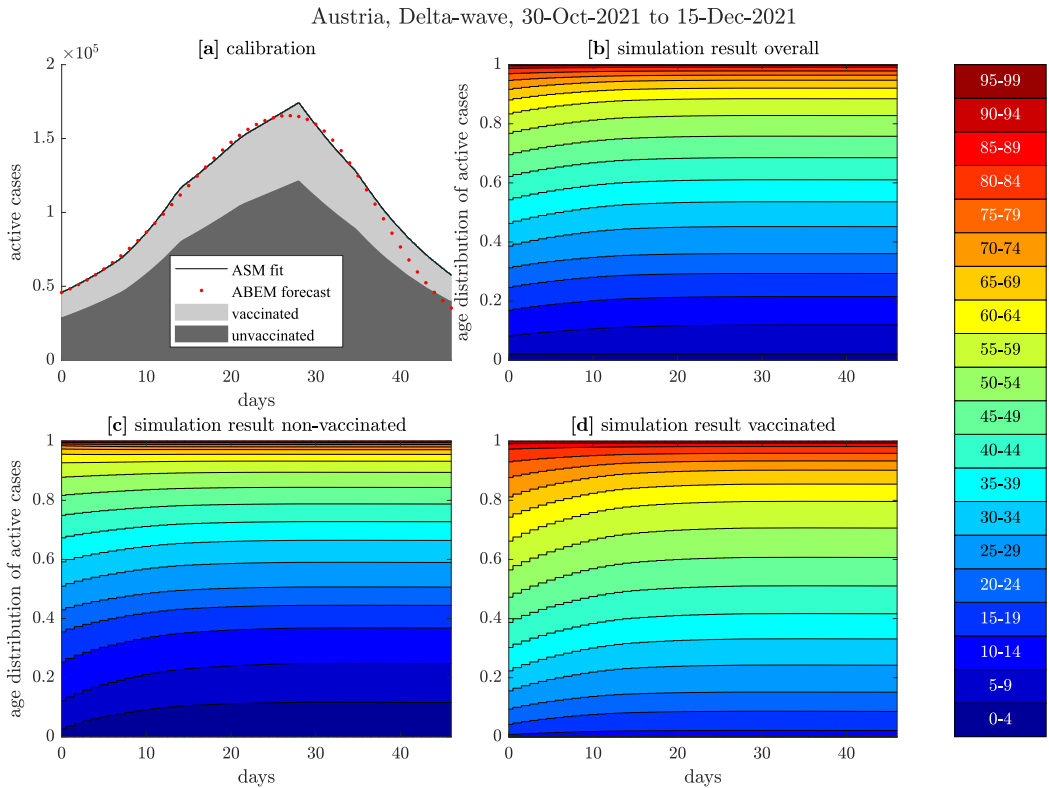 Austria, Delta-wave, 30-Oct-2021 to 15-Dec-2021
[a] calibration
×10⁵
2
1.5
1
0.5
0
active cases
0 10 20 30 40
days
ASM fit
ABEM forecast
vaccinated
unvaccinated
[b] simulation result overall
1
0.8
0.6
0.4
0.2
0
age distribution of active cases
0 10 20 30 40
[c] simulation result non-vaccinated
1
0.8
0.6
0.4
0.2
0
age distribution of active cases
0 10 20 30 40
days
[d] simulation result vaccinated
1
0.8
0.6
0.4
0.2
0
0 10 20 30 40
days
95-99
90-94
85-89
80-84
75-79
70-74
65-69
60-64
55-59
50-54
45-49
40-44
35-39
30-34
25-29
20-24
15-19
10-14
5-9
0-4